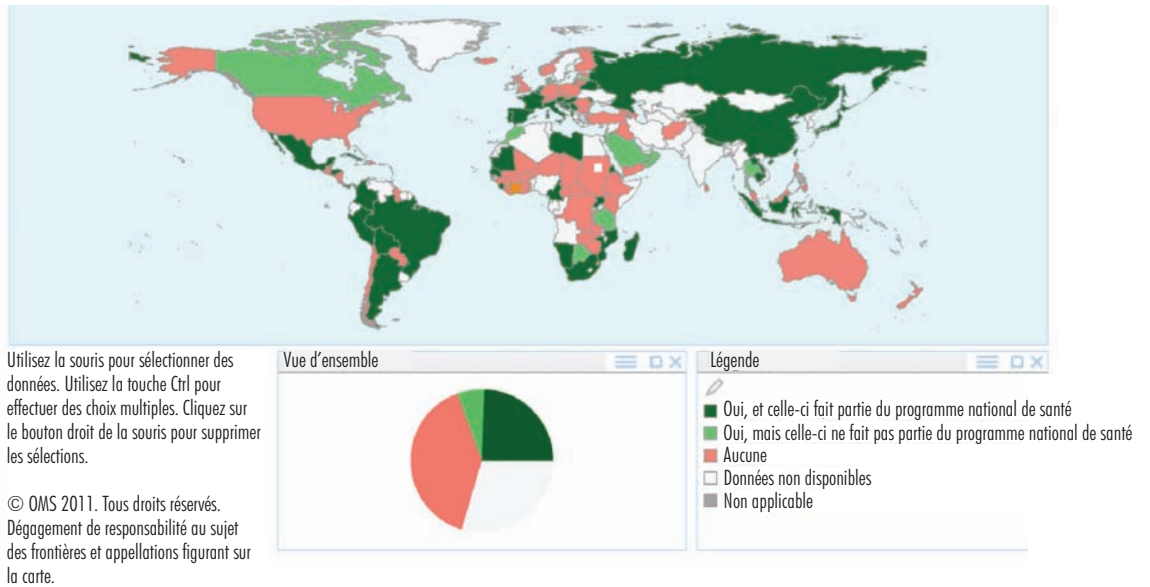 Utilisez la souris pour sélectionner des
données. Utilisez la touche Ctrl pour
effectuer des choix multiples. Cliquez sur
le bouton droit de la souris pour supprimer
les sélections.
© OMS 2011. Tous droits réservés.
Dégagement de responsabilité au sujet
des frontières et appellations figurant sur
la carte.
Vue d’ensemble
Légende
Oui, et celle-ci fait partie du programme national de santé
Oui, mais celle-ci ne fait pas partie du programme national de santé
Aucune
Données non disponibles
Non applicable